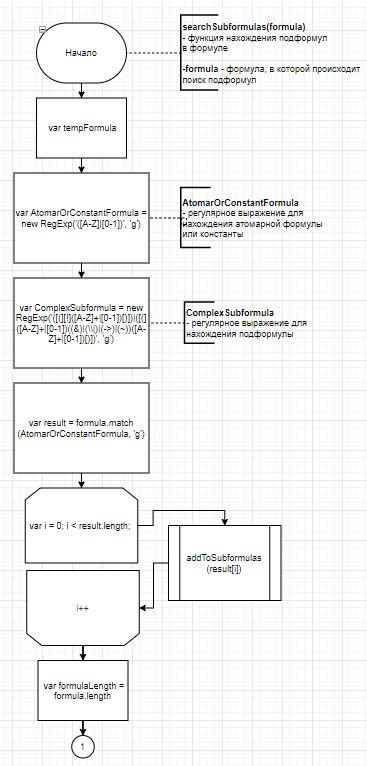 searchSubformulas(formula)
- функция нахождения подформул
в формуле
-formula - формула, в которой происходит
поиск подформул
Начало
var tempFormula
AtomarOrConstantFormula
- регулярное выражение для
нахождения атомарной формулы
или константы
var AtomarOrConstantFormula =
new RegExp('([A-Z]|[0-1])', 'g')
ComplexSubformula
- регулярное выражение для
нахождения подформулы
var ComplexSubformula = new
RegExp('([(][!]([A-Z]+|[0-1])[)])|([(]
([A-Z]+|[0-1])((&)|(\|)|(->)|(~))([A-
Z]+|[0-1])[)])', 'g')
var result = formula.match
(AtomarOrConstantFormula, 'g')
var i = 0; i < result.length;
addToSubformulas
(result[i])
i++
var formulaLength =
formula.length
1